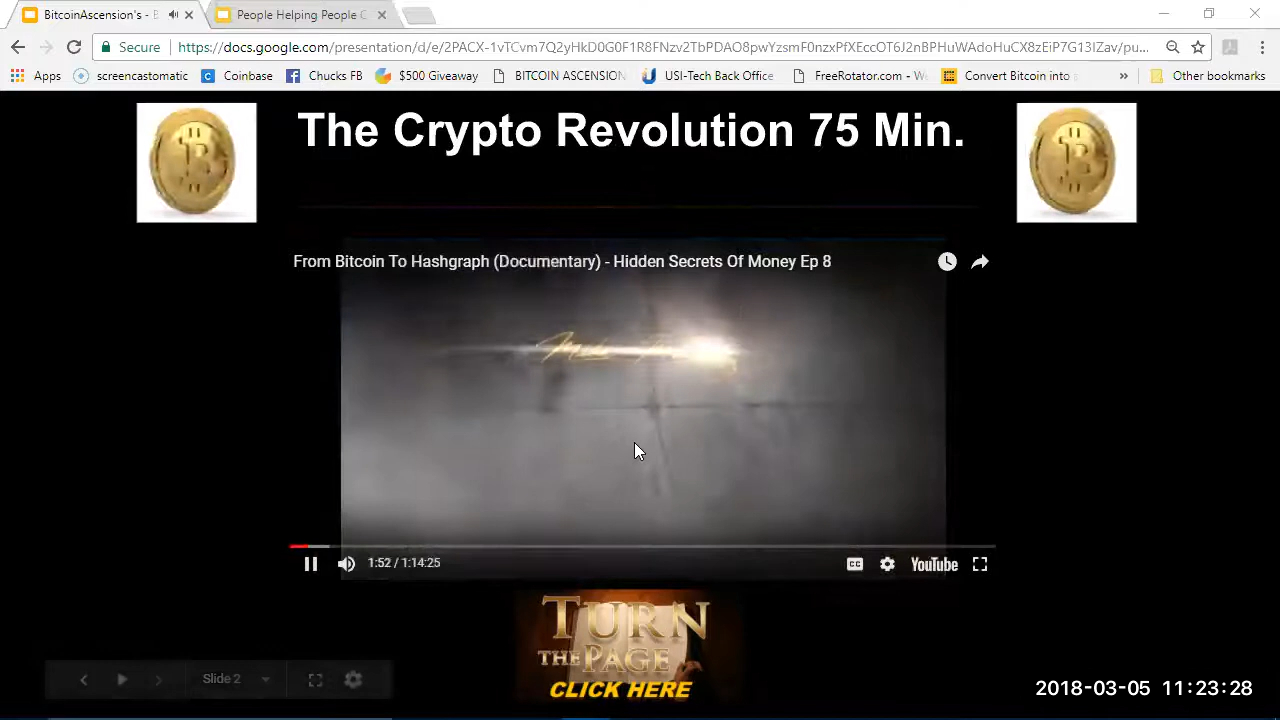 BitcoinAscension's - B
People Helping People C
Secure
https://docs.google.com/presentation/d/e/2PACX-1vTCvm7Q2yHkD0G0F1R8FNzv2TbPDAO8pwYzsmF0nzxPfXEccOT6J2nBPHuWAdoHuCX8zEiP7G13IZav/pu...
Apps
screencastomatic
Coinbase
Chucks FB
$500 Giveaway
BITCOIN ASCENSION
USI-Tech Back Office
FreeRotator.com - We
Convert Bitcoin into
»
Other bookmarks
The Crypto Revolution 75 Min.
From Bitcoin To Hashgraph (Documentary) - Hidden Secrets Of Money Ep 8
1:52 / 1:14:25
CC
YouTube
TURN
THE PAGE
CLICK HERE
Slide 2
2018-03-05 11:23:28